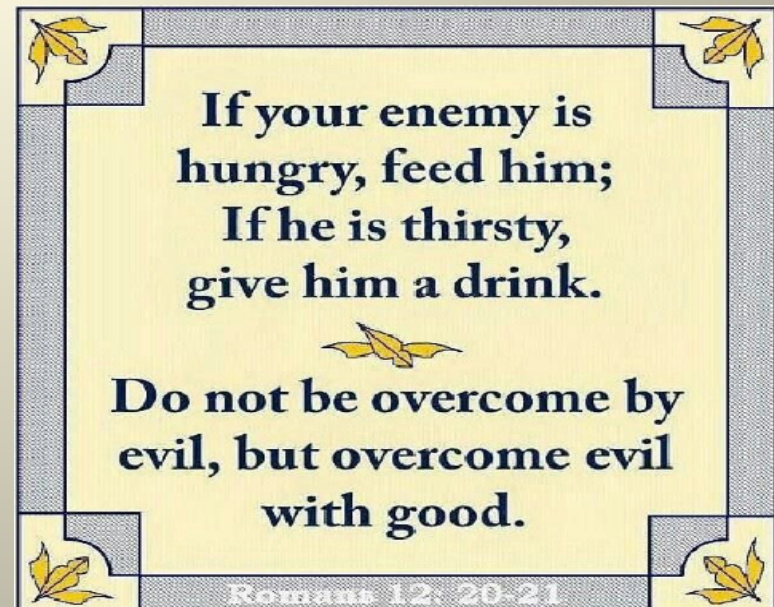 If your enemy is
hungry, feed him;
If he is thirsty,
give him a drink.
Do not be overcome by
evil, but overcome evil
with good.
Romans 12: 20-21